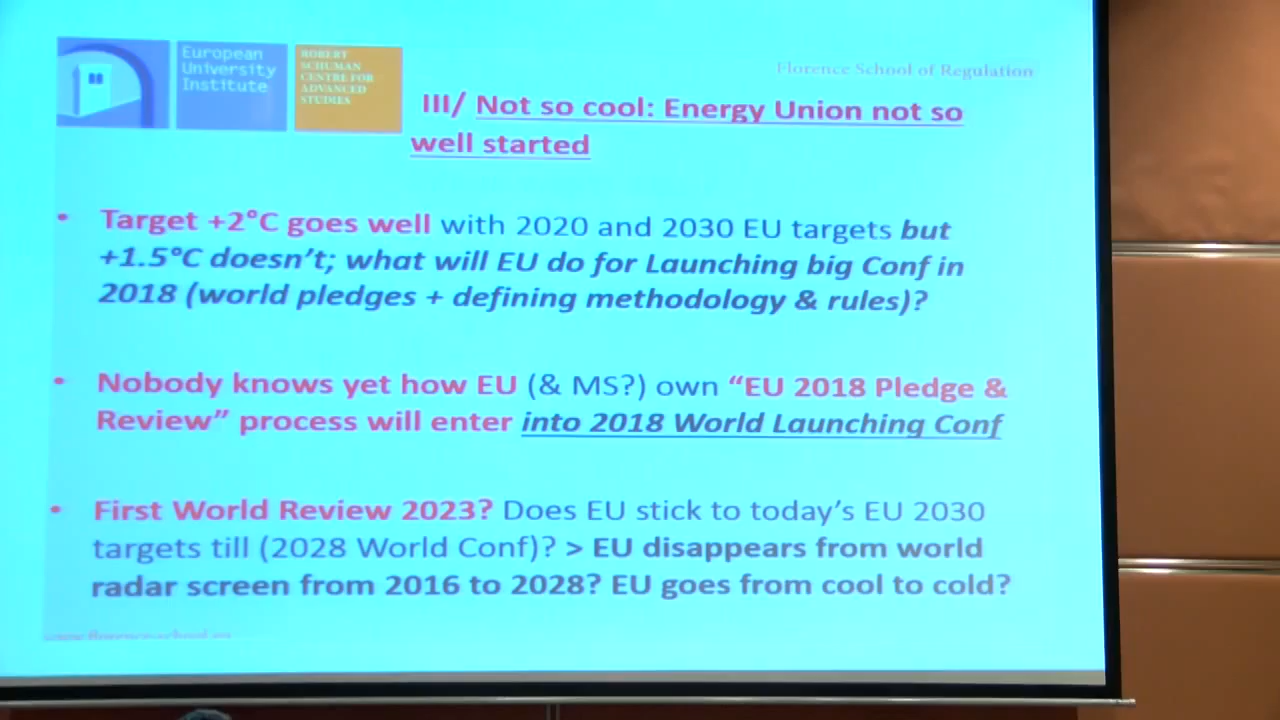 European
University
Institute
ROBERT
SCHUMAN
CENTRE FOR
ADVANCED
STUDIES
Florence School of Regulation
III/ Not so cool: Energy Union not so
well started
• Target +2°C goes well with 2020 and 2030 EU targets but
+1.5°C doesn't; what will EU do for Launching big Conf in
2018 (world pledges + defining methodology & rules)?
• Nobody knows yet how EU (& MS?) own "EU 2018 Pledge &
Review" process will enter into 2018 World Launching Conf
• First World Review 2023? Does EU stick to today's EU 2030
targets till (2028 World Conf)? > EU disappears from world
radar screen from 2016 to 2028? EU goes from cool to cold?
www.florence-school.eu